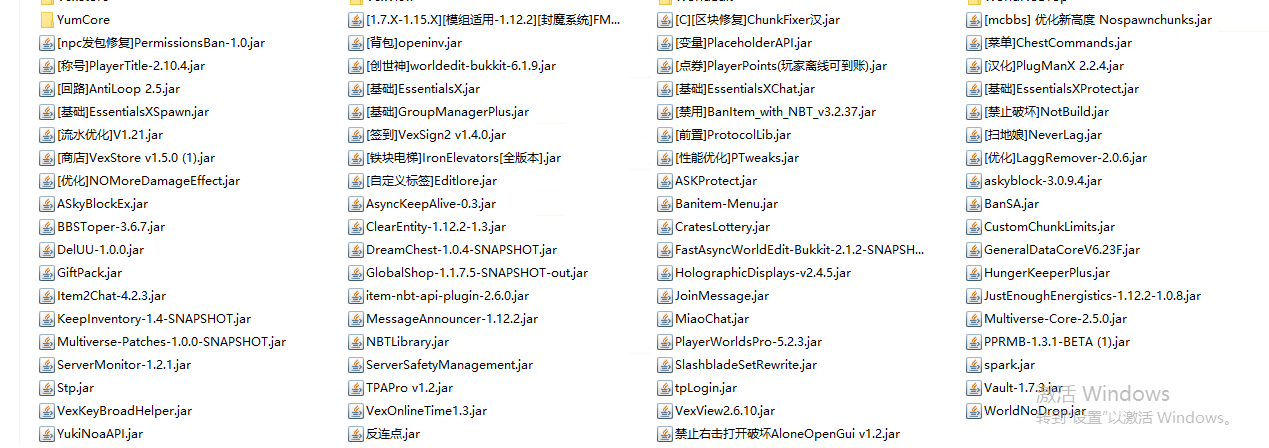 YumCore
[1.7.X-1.15.X][模组适用-1.12.2][封魔系统]FM...
[C][区块修复]ChunkFixer汉.jar
[mcbbs] 优化新高度 Nospawnchunks.jar
[npc发包修复]PermissionsBan-1.0.jar
[背包]openinv.jar
[变量]PlaceholderAPI.jar
[菜单]ChestCommands.jar
[称号]PlayerTitle-2.10.4.jar
[创世神]worldedit-bukkit-6.1.9.jar
[点券]PlayerPoints(玩家离线可到账).jar
[汉化]PlugManX 2.2.4.jar
[回路]AntiLoop 2.5.jar
[基础]EssentialsX.jar
[基础]EssentialsXChat.jar
[基础]EssentialsXProtect.jar
[基础]EssentialsXSpawn.jar
[基础]GroupManagerPlus.jar
[禁用]BanItem_with_NBT_v3.2.37.jar
[禁止破坏]NotBuild.jar
[流水优化]V1.21.jar
[签到]VexSign2 v1.4.0.jar
[前置]ProtocolLib.jar
[扫地娘]NeverLag.jar
[商店]VexStore v1.5.0 (1).jar
[铁块电梯]IronElevators[全版本].jar
[性能优化]PTweaks.jar
[优化]LaggRemover-2.0.6.jar
[优化]NOMoreDamageEffect.jar
[自定义标签]Editlore.jar
ASKProtect.jar
askyblock-3.0.9.4.jar
ASkyBlockEx.jar
AsyncKeepAlive-0.3.jar
Banitem-Menu.jar
BanSA.jar
BBSToper-3.6.7.jar
ClearEntity-1.12.2-1.3.jar
CratesLottery.jar
CustomChunkLimits.jar
DelUU-1.0.0.jar
DreamChest-1.0.4-SNAPSHOT.jar
FastAsyncWorldEdit-Bukkit-2.1.2-SNAPSH...
GeneralDataCoreV6.23F.jar
GiftPack.jar
GlobalShop-1.1.7.5-SNAPSHOT-out.jar
HolographicDisplays-v2.4.5.jar
HungerKeeperPlus.jar
Item2Chat-4.2.3.jar
item-nbt-api-plugin-2.6.0.jar
JoinMessage.jar
JustEnoughEnergistics-1.12.2-1.0.8.jar
KeepInventory-1.4-SNAPSHOT.jar
MessageAnnouncer-1.12.2.jar
MiaoChat.jar
Multiverse-Core-2.5.0.jar
Multiverse-Patches-1.0.0-SNAPSHOT.jar
NBTLibrary.jar
PlayerWorldsPro-5.2.3.jar
PPRMB-1.3.1-BETA (1).jar
ServerMonitor-1.2.1.jar
ServerSafetyManagement.jar
SlashbladeSetRewrite.jar
spark.jar
Stp.jar
TPAPro v1.2.jar
tpLogin.jar
Vault-1.7.3.jar
VexKeyBroadHelper.jar
VexOnlineTime1.3.jar
VexView2.6.10.jar
WorldNoDrop.jar
YukiNoaAPI.jar
反连点.jar
禁止右击打开破坏AloneOpenGui v1.2.jar
激活 Windows
转到"设置"以激活 Windows。